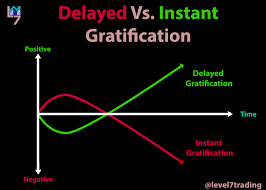 Delayed Vs. Instant
Gratification
Positive
Delayed
Gratification
Time
Instant
Gratification
Negative
@level7trading